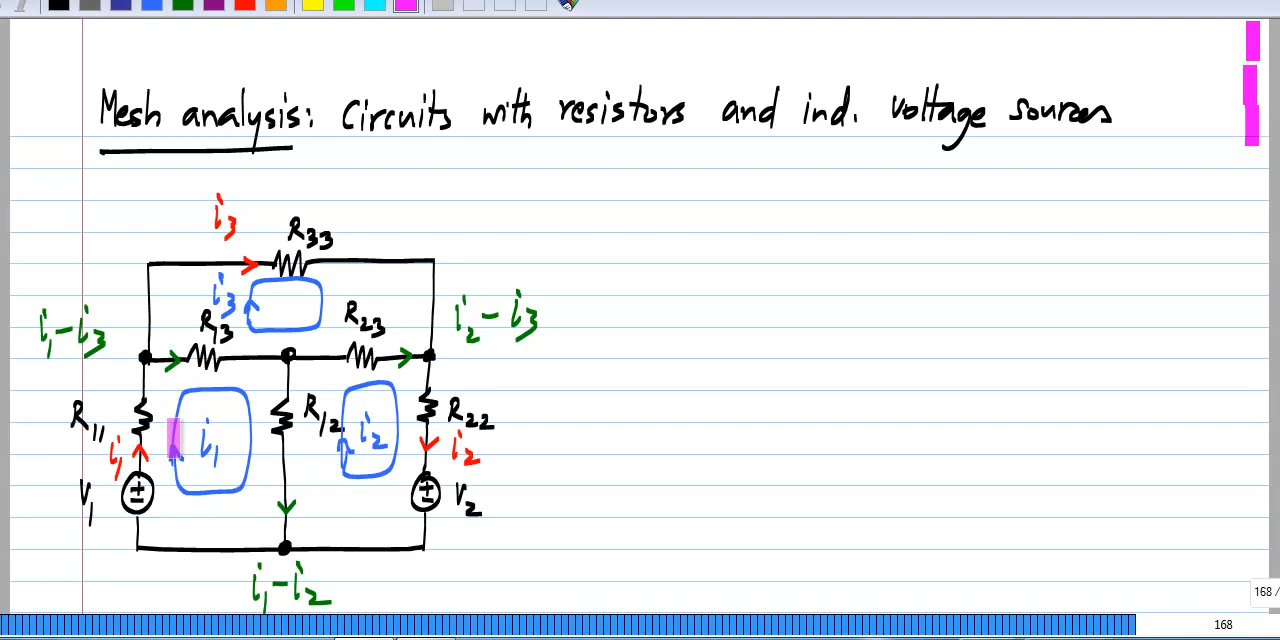 Mesh analysis: Circuits with resistors and ind. voltage sources
i₃
R₃₃
i₃
i₁-i₃
R₁₃
R₂₃
i₂-i₃
R₁₁
i₁
i₁
R₁₂
i₂
R₂₂
i₂
V₁
±
±
V₂
i₁-i₂
168 /
168